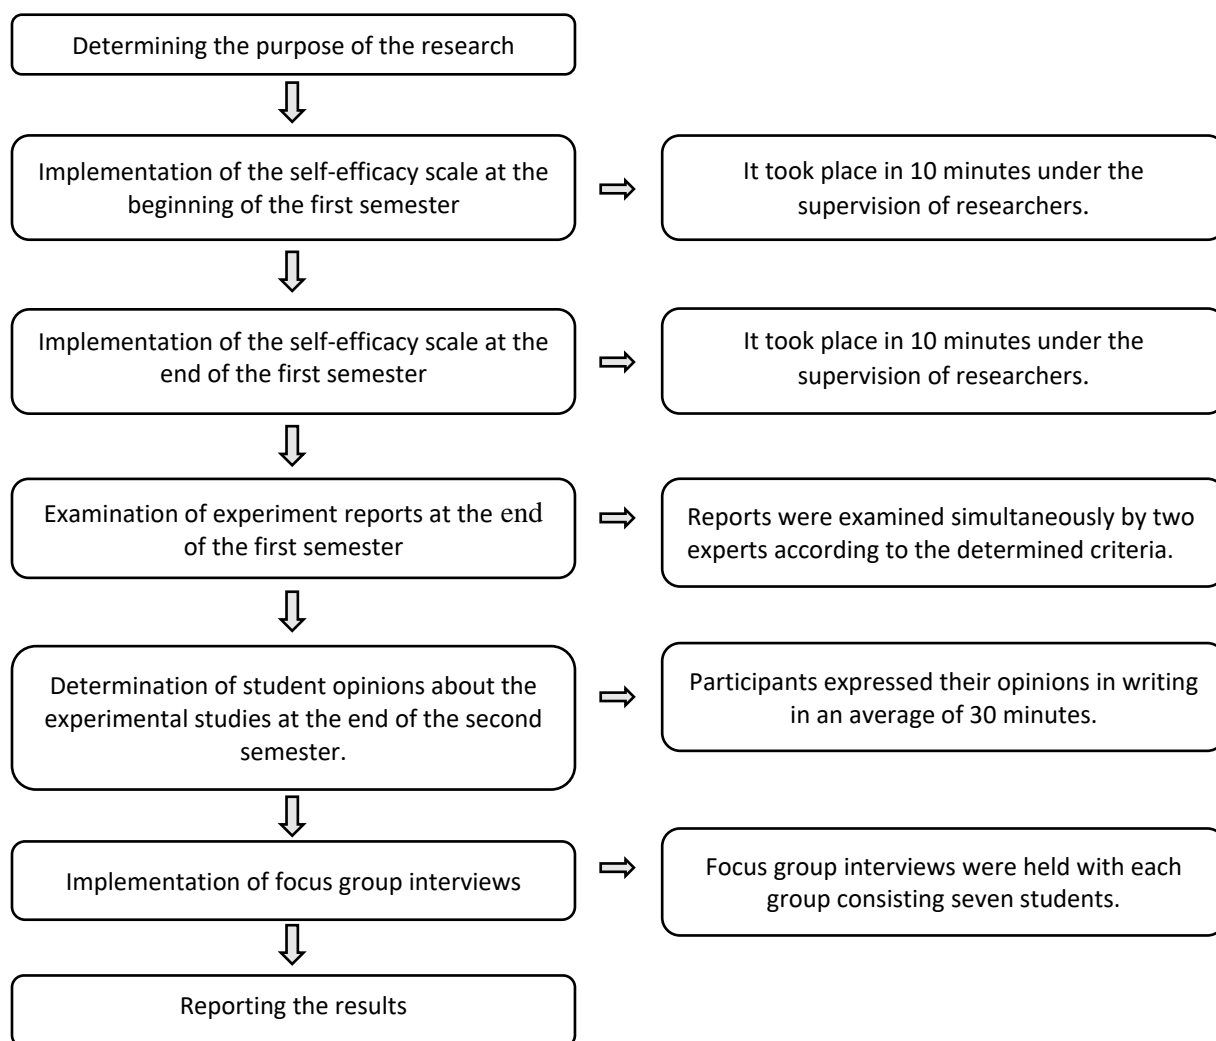 Determining the purpose of the research
Implementation of the self-efficacy scale at the
beginning of the first semester
It took place in 10 minutes under the
supervision of researchers.
Implementation of the self-efficacy scale at the
end of the first semester
It took place in 10 minutes under the
supervision of researchers.
Examination of experiment reports at the end
of the first semester
Reports were examined simultaneously by two
experts according to the determined criteria.
Determination of student opinions about the
experimental studies at the end of the second
semester.
Participants expressed their opinions in writing
in an average of 30 minutes.
Implementation of focus group interviews
Focus group interviews were held with each
group consisting seven students.
Reporting the results